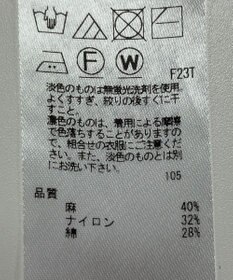 F W F23T
淡色のものは無蛍光洗剤を使用、
よくすすぎ、絞りの後すぐに干
すこと。
濃色のものは、着用による摩擦
で色落ちすることがありますの
で、組合せの衣服にご注意くだ
さい。また、淡色のものとは別
にお洗い下さい。
105
品質
麻 40%
ナイロン 32%
綿 28%